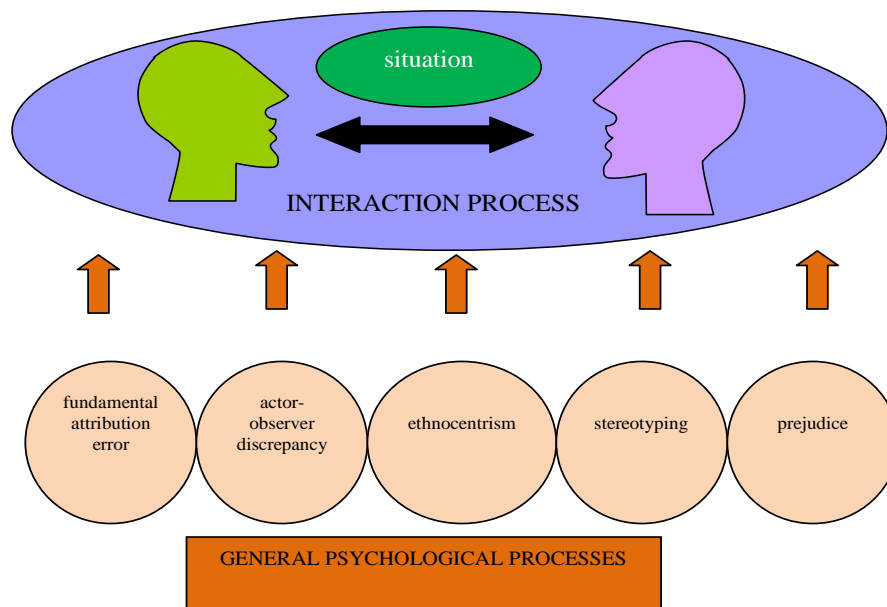 situation
INTERACTION PROCESS
fundamental
attribution
error
actor-
observer
discrepancy
ethnocentrism
stereotyping
prejudice
GENERAL PSYCHOLOGICAL PROCESSES